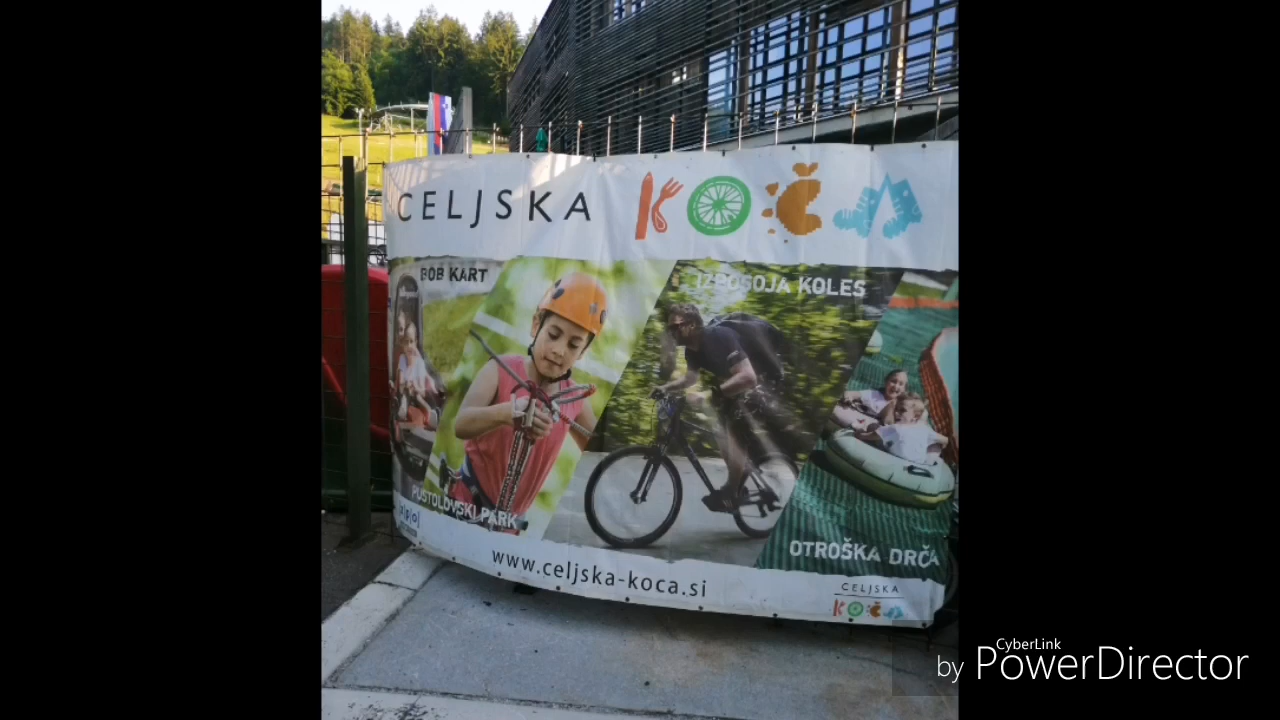 CELJSKA KOČA
BOB KART
IZPOSOJA KOLES
PUSTOLOVSKI PARK
OTROŠKA DRČA
www.celjska-koca.si
CELJSKA
KOČA
CyberLink
by PowerDirector